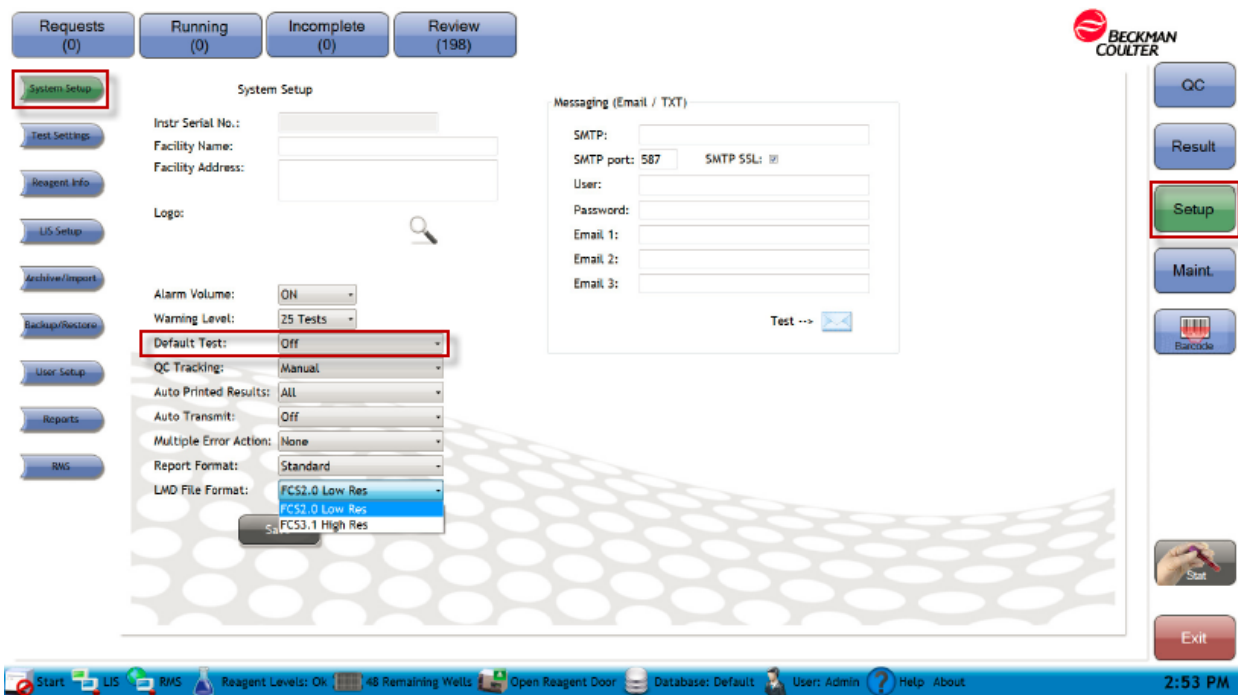 Requests
(0)
Running
(0)
Incomplete
(0)
Review
(198)
BECKMAN
COULTER
System Setup
Test Settings
Reagent Info
LIS Setup
Archive/Import
Backup/Restore
User Setup
Reports
RMS
System Setup
Instr Serial No.:
Facility Name:
Facility Address:
Logo:
Alarm Volume: ON
Warning Level: 25 Tests
Default Test: Off
QC Tracking: Manual
Auto Printed Results: All
Auto Transmit: Off
Multiple Error Action: None
Report Format: Standard
LMD File Format: FCS2.0 Low Res
FCS2.0 Low Res
FCS3.1 High Res
Messaging (Email / TXT)
SMTP:
SMTP port: 587 SMTP SSL:
User:
Password:
Email 1:
Email 2:
Email 3:
Test -->
QC
Result
Setup
Maint.
Barcode
Stat
Exit
Start LIS RMS Reagent Levels: Ok 48 Remaining Wells Open Reagent Door Database: Default User: Admin Help About 2:53 PM